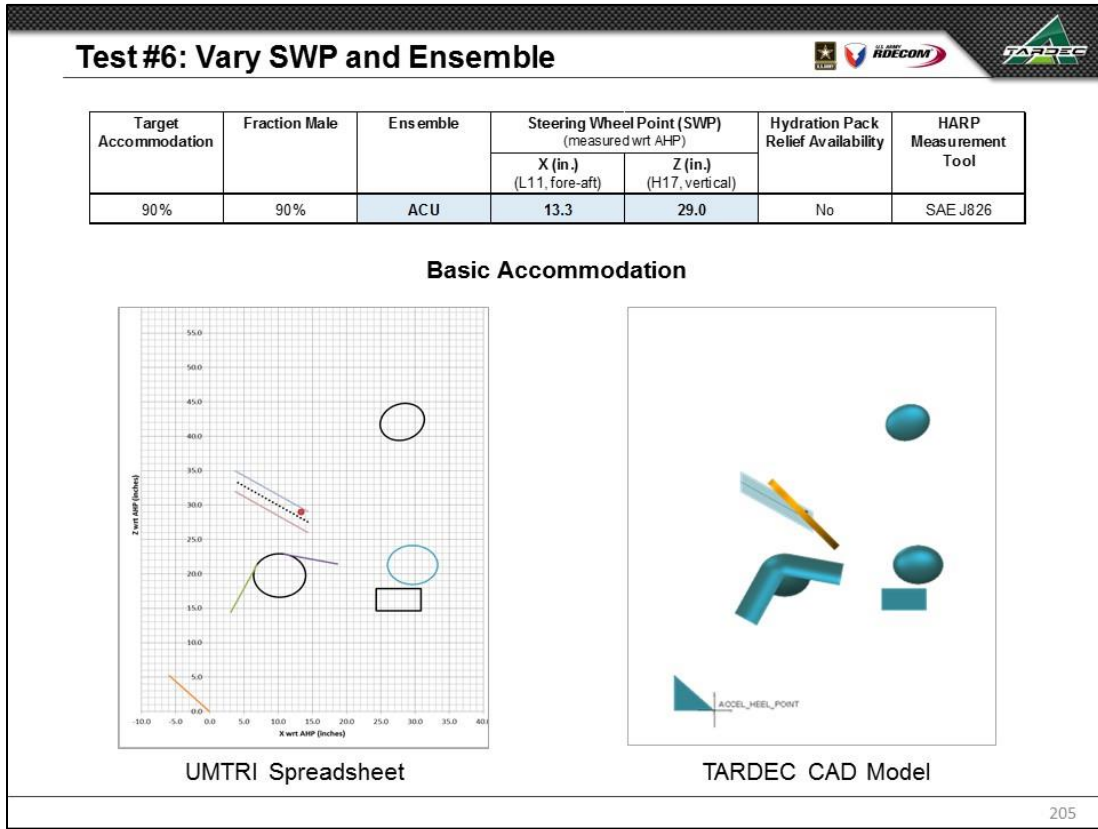 Test #6: Vary SWP and Ensemble
U.S. ARMY
U.S. ARMY
RDECOM
TARDEC
Target Accommodation
Fraction Male
Ensemble
Steering Wheel Point (SWP)
(measured wrt AHP)
Hydration Pack Relief Availability
HARP Measurement Tool
X (in.)
(L11, fore-aft)
Z (in.)
(H17, vertical)
90%
90%
ACU
13.3
29.0
No
SAE J826
Basic Accommodation
55.0
50.0
45.0
40.0
35.0
30.0
25.0
20.0
15.0
10.0
5.0
0.0
Z wrt AHP (inches)
-10.0 -5.0 0.0 5.0 10.0 15.0 20.0 25.0 30.0 35.0 40.
X wrt AHP (inches)
ACCEL_HEEL_POINT
UMTRI Spreadsheet
TARDEC CAD Model
205